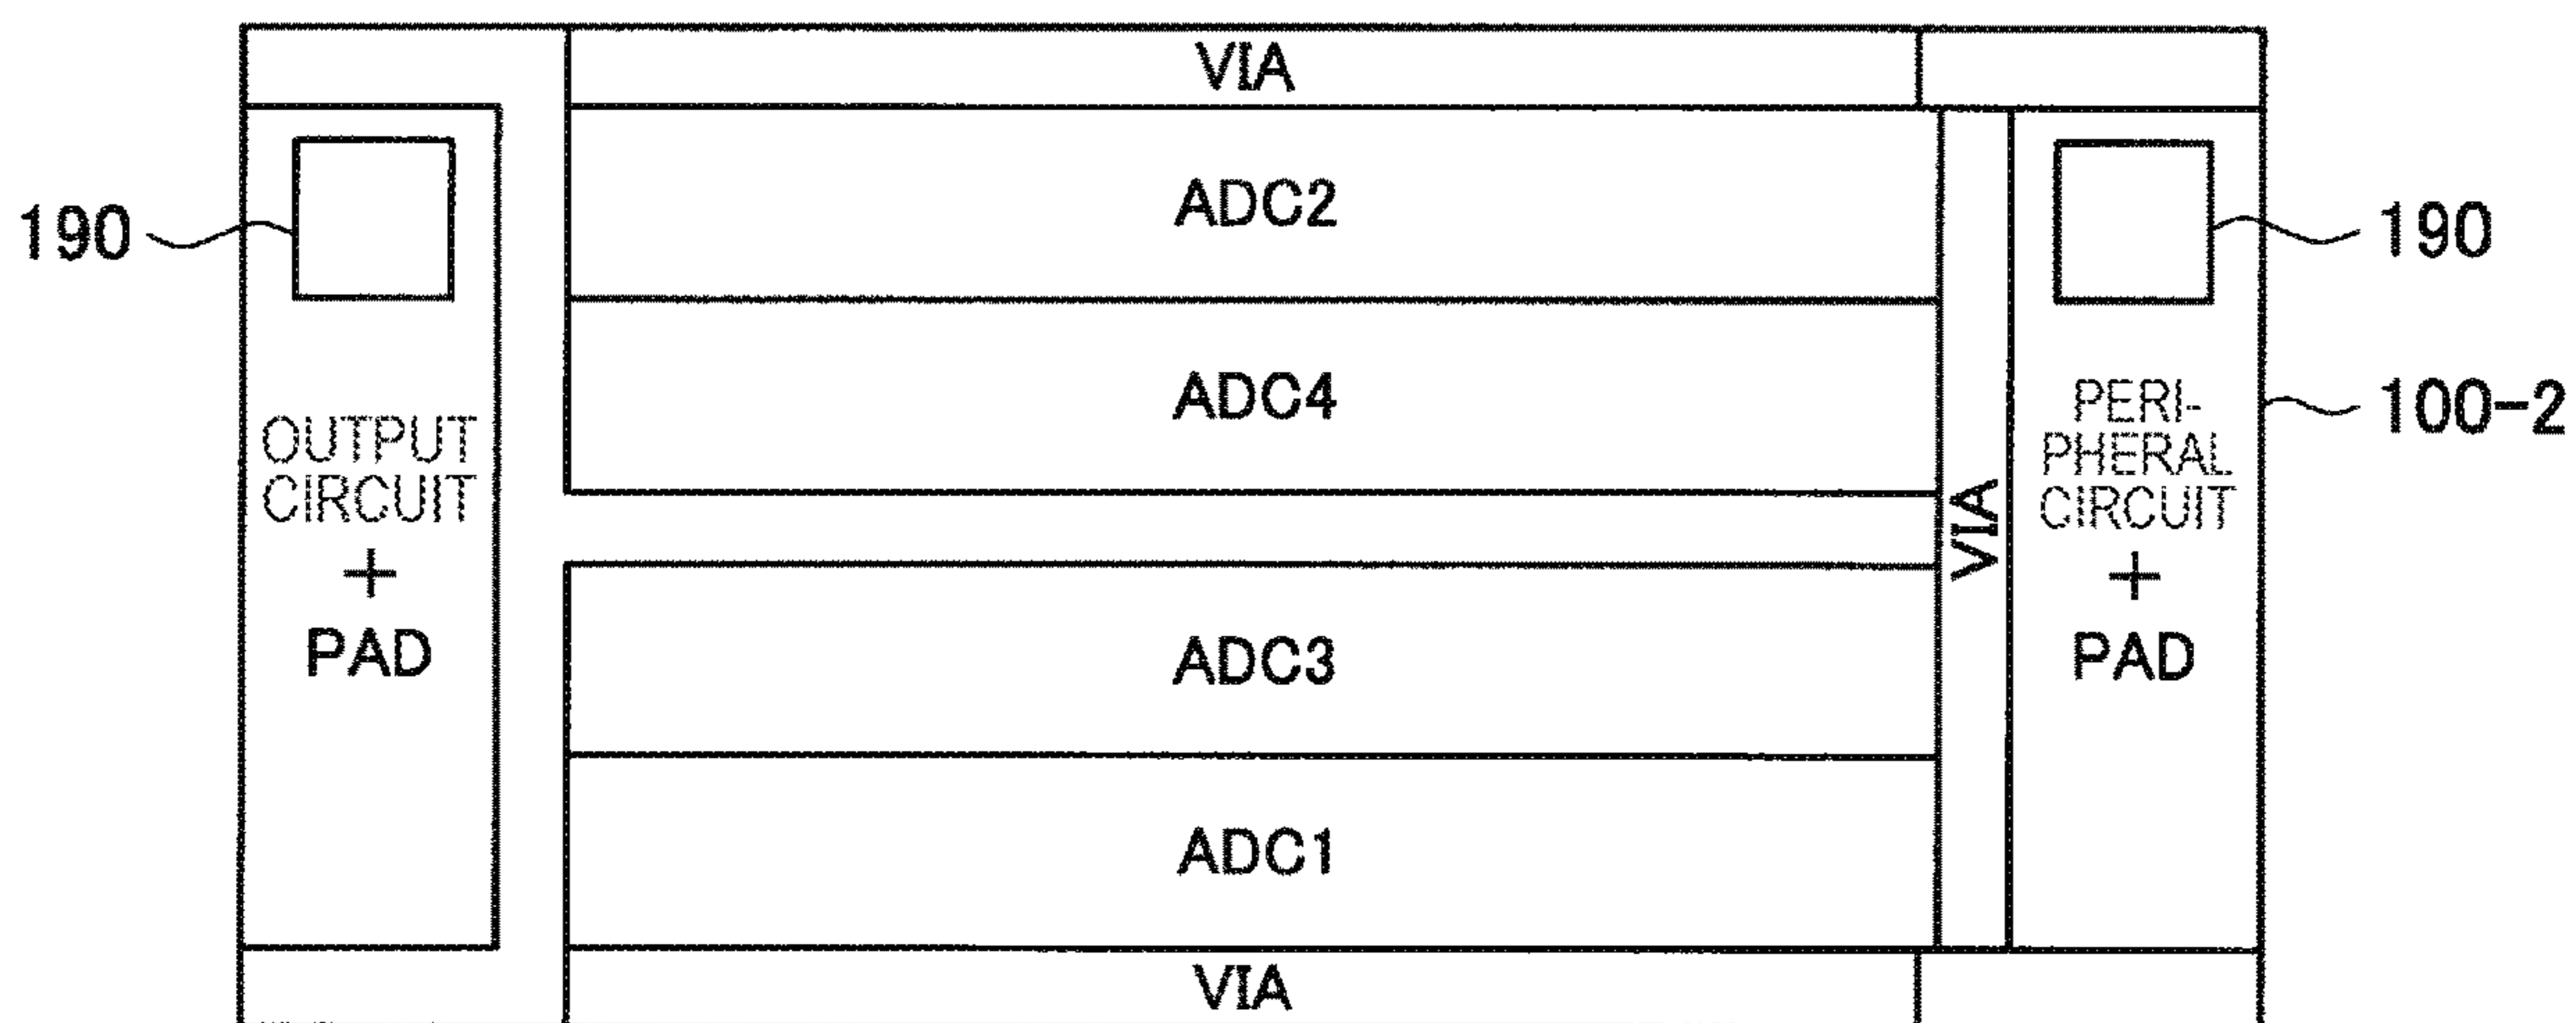 VIA
ADC2
190
190
ADC4
100-2
OUTPUT
CIRCUIT
+
PAD
PERI-
PHERAL
CIRCUIT
+
PAD
VIA
ADC3
ADC1
VIA